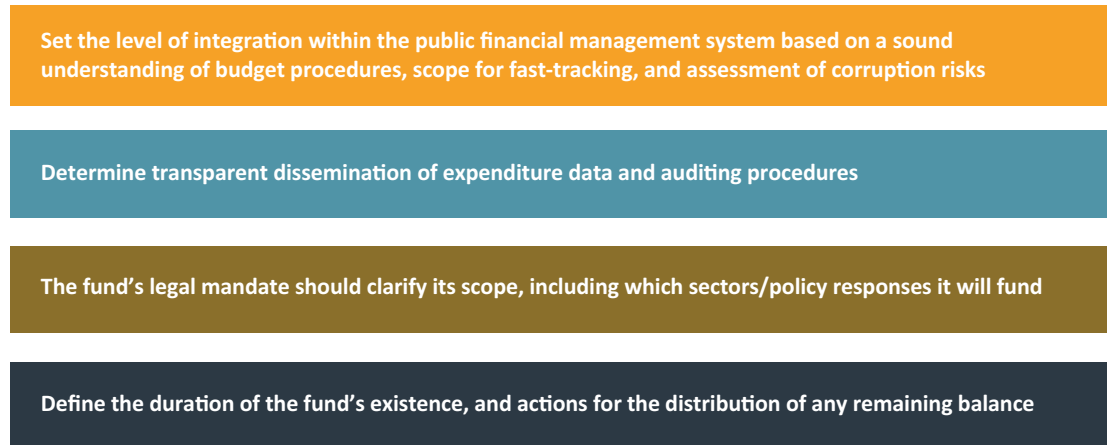 Set the level of integration within the public financial management system based on a sound
understanding of budget procedures, scope for fast-tracking, and assessment of corruption risks
Determine transparent dissemination of expenditure data and auditing procedures
The fund’s legal mandate should clarify its scope, including which sectors/policy responses it will fund
Define the duration of the fund’s existence, and actions for the distribution of any remaining balance